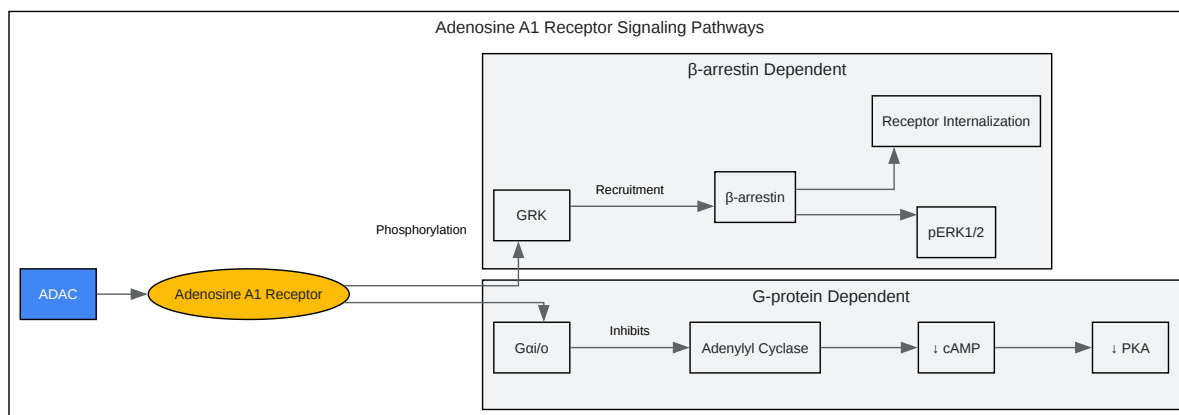 Adenosine A1 Receptor Signaling Pathways
β-arrestin Dependent
Receptor Internalization
Recruitment
β-arrestin
GRK
pERK1/2
Phosphorylation
ADAC
Adenosine A1 Receptor
G-protein Dependent
Inhibits
Gαi/o
Adenylyl Cyclase
↓ cAMP
↓ PKA